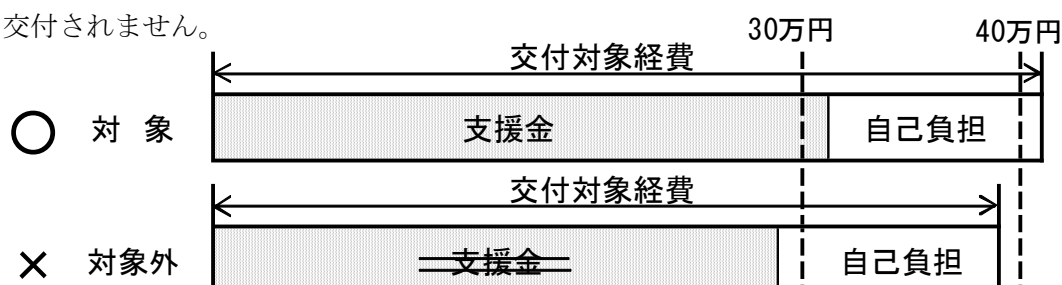 交付されません。
30万円 40万円
交付対象経費
○ 対 象 支援金 自己負担
交付対象経費
× 対象外 支援金 自己負担